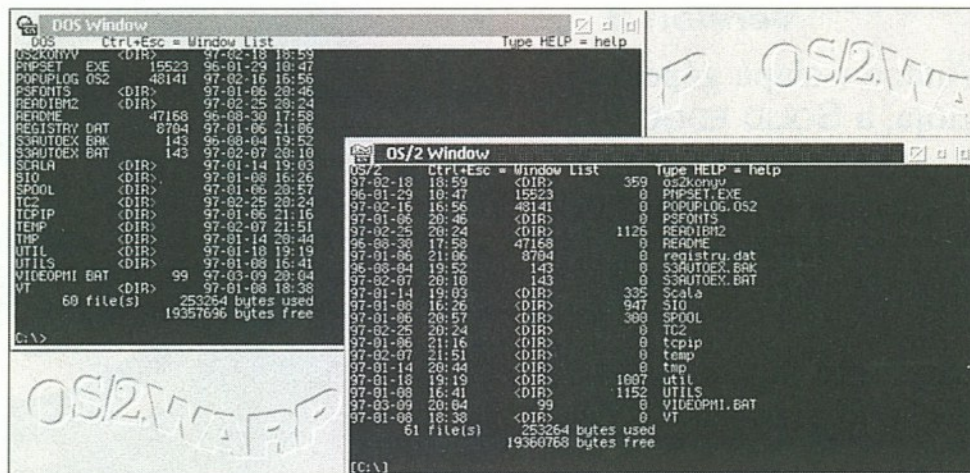 DOS Window
DOS Ctrl+Esc = Window List Type HELP = help
OS2KONYV <DIR> 97-02-18 18:59
PNPSET EXE 15523 96-01-29 10:47
POPUPLOG OS2 48141 97-02-16 16:56
PSFONTS <DIR> 97-01-06 20:46
READIBM2 <DIR> 97-02-25 20:24
README 47168 96-08-30 17:58
REGISTRY DAT 8704 97-01-06 21:06
S3AUTOEX BAK 143 96-08-04 19:52
S3AUTOEX BAT 143 97-02-07 20:10
SCALA <DIR> 97-01-14 19:03
SIO <DIR> 97-01-08 16:26
SPOOL <DIR> 97-01-06 20:57
TC2 <DIR> 97-02-25 20:24
TCPIP <DIR> 97-01-06 21:16
TEMP <DIR> 97-02-07 21:51
TMP <DIR> 97-01-14 20:44
UTIL <DIR> 97-01-18 19:19
UTILS <DIR> 97-01-08 16:41
VIDEOPMI BAT 99 97-03-09 20:04
VT <DIR> 97-01-08 18:38
60 file(s) 253264 bytes used
19357696 bytes free
C:\>
OS/2 WARP
OS/2 Window
OS/2 Ctrl+Esc = Window List Type HELP = help
97-02-18 18:59 <DIR> 359 os2konyv
96-01-29 10:47 15523 0 PNPSET.EXE
97-02-16 16:56 48141 0 POPUPLOG.OS2
97-01-06 20:46 <DIR> 0 PSFONTS
97-02-25 20:24 <DIR> 1126 READIBM2
96-08-30 17:58 47168 0 README
97-01-06 21:06 8704 0 registry.dat
96-08-04 19:52 143 0 S3AUTOEX.BAK
97-02-07 20:10 143 0 S3AUTOEX.BAT
97-01-14 19:03 <DIR> 335 Scala
97-01-08 16:26 <DIR> 947 SIO
97-01-06 20:57 <DIR> 308 SPOOL
97-02-25 20:24 <DIR> 0 TC2
97-01-06 21:16 <DIR> 0 tcpip
97-02-07 21:51 <DIR> 0 temp
97-01-14 20:44 <DIR> 0 tmp
97-01-18 19:19 <DIR> 1007 util
97-01-08 16:41 <DIR> 1152 UTILS
97-03-09 20:04 99 0 VIDEOPMI.BAT
97-01-08 18:38 <DIR> 0 VT
61 file(s) 253264 bytes used
19360768 bytes free
[C:\]
OS/2 WARP